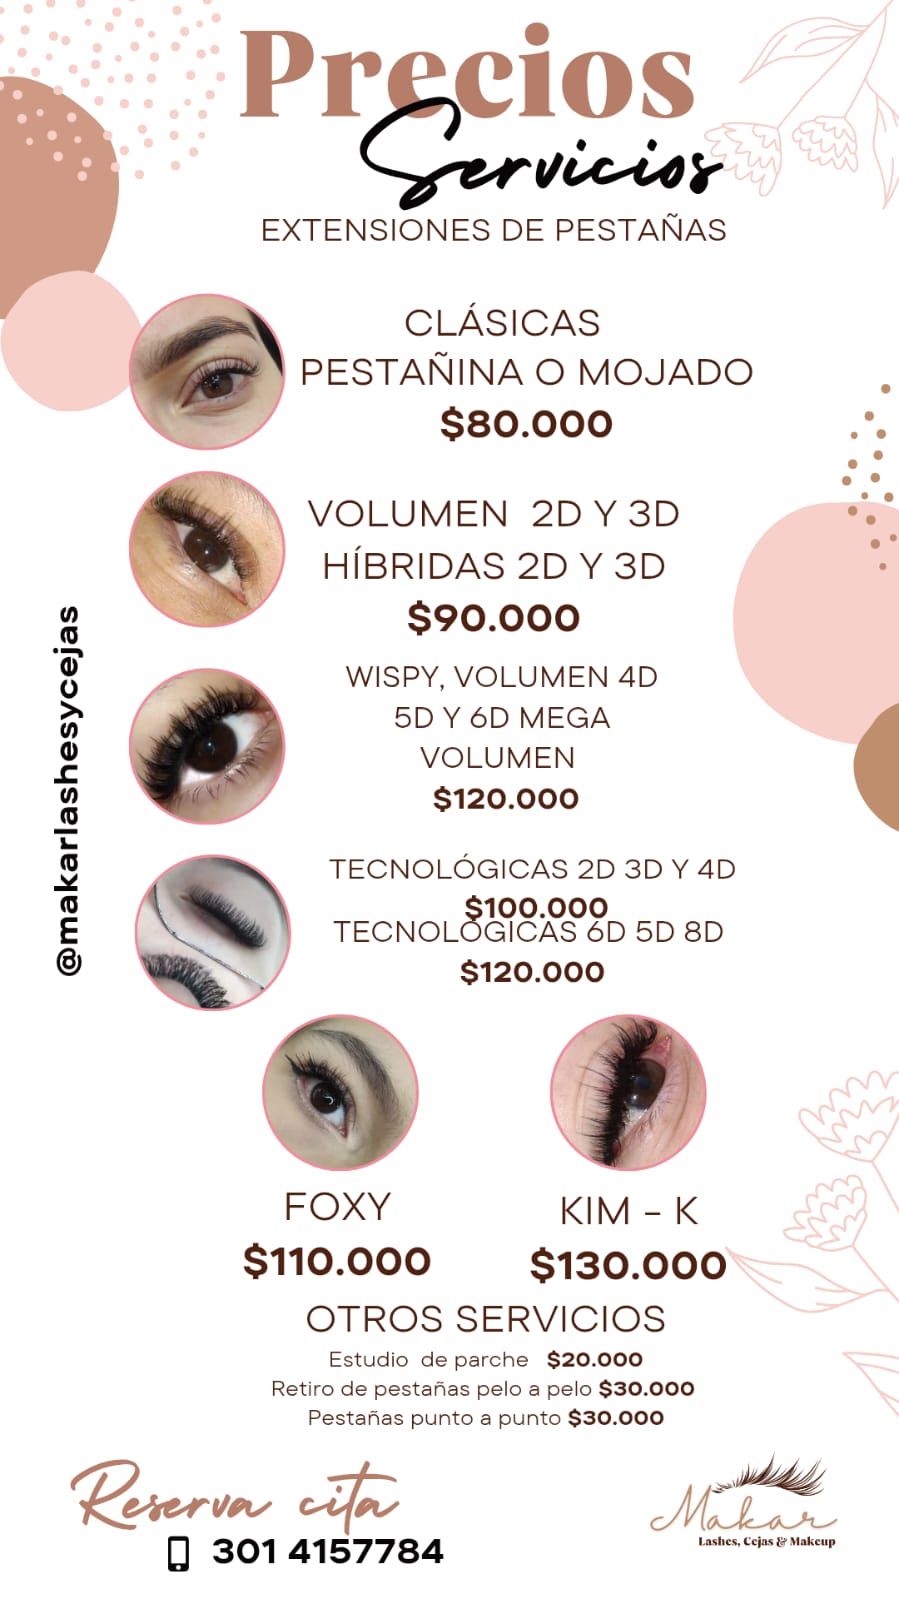 Precios
Servicios
EXTENSIONES DE PESTAÑAS
CLÁSICAS
PESTAÑINA O MOJADO
$80.000
VOLUMEN 2D Y 3D
HÍBRIDAS 2D Y 3D
$90.000
WISPY, VOLUMEN 4D
5D Y 6D MEGA
VOLUMEN
$120.000
TECNOLÓGICAS 2D 3D Y 4D
$100.000
TECNOLÓGICAS 6D 5D 8D
$120.000
@makarlashesycejas
FOXY
$110.000
KIM - K
$130.000
OTROS SERVICIOS
Estudio de parche $20.000
Retiro de pestañas pelo a pelo $30.000
Pestañas punto a punto $30.000
Reserva cita
301 4157784
Makar
Lashes, Cejas & Makeup